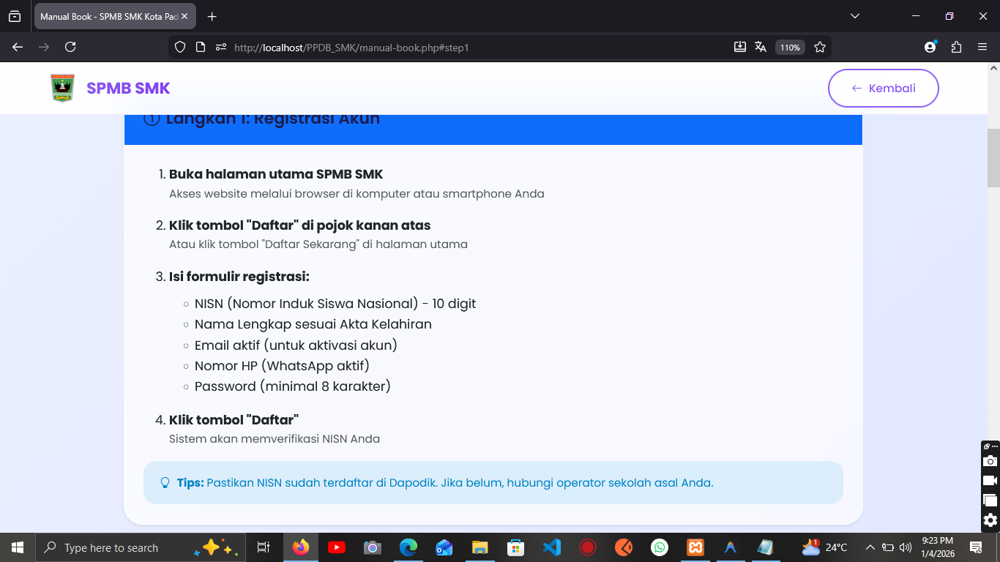 Manual Book - SPMB SMK Kota Pad
http://localhost/PPDB_SMK/manual-book.php#step1
110%
SPMB SMK
← Kembali
1 Langkah 1: Registrasi Akun
1. Buka halaman utama SPMB SMK
Akses website melalui browser di komputer atau smartphone Anda
2. Klik tombol "Daftar" di pojok kanan atas
Atau klik tombol "Daftar Sekarang" di halaman utama
3. Isi formulir registrasi:
○ NISN (Nomor Induk Siswa Nasional) - 10 digit
○ Nama Lengkap sesuai Akta Kelahiran
○ Email aktif (untuk aktivasi akun)
○ Nomor HP (WhatsApp aktif)
○ Password (minimal 8 karakter)
4. Klik tombol "Daftar"
Sistem akan memverifikasi NISN Anda
Tips: Pastikan NISN sudah terdaftar di Dapodik. Jika belum, hubungi operator sekolah asal Anda.
Type here to search
1
24°C
9:23 PM
1/4/2026